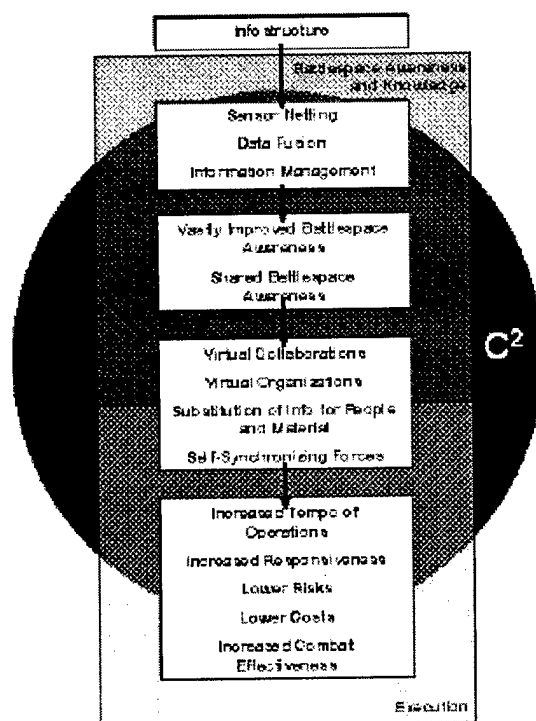 Infostructure
Battlespace Awareness
and Knowledge
Sensor Netting
Data Fusion
Information Management
Vastly Improved Battlespace
Awareness
Shared Battlespace
Awareness
C²
Virtual Collaborations
Virtual Organizations
Substitution of Info for People
and Material
Self-Synchronizing Forces
Increased Tempo of
Operations
Increased Responsiveness
Lower Risks
Lower Costs
Increased Combat
Effectiveness
Execution